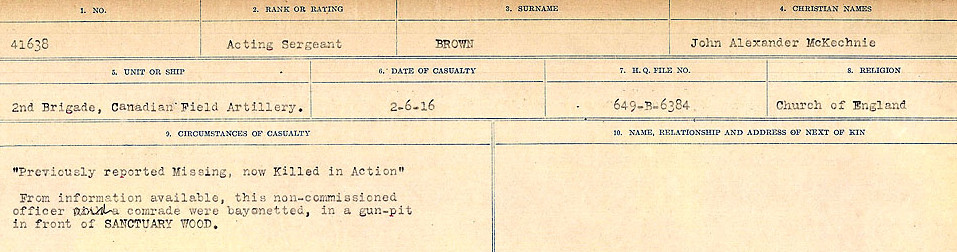 1. NO. 2. RANK OR RATING 3. SURNAME 4. CHRISTIAN NAMES
41638 Acting Sergeant BROWN John Alexander McKechnie
5. UNIT OR SHIP 6. DATE OF CASUALTY 7. H.Q. FILE NO. 8. RELIGION
2nd Brigade, Canadian Field Artillery. 2-6-16 649-B-6384 Church of England
9. CIRCUMSTANCES OF CASUALTY 10. NAME, RELATIONSHIP AND ADDRESS OF NEXT OF KIN
"Previously reported Missing, now Killed in Action"
From information available, this non-commissioned
officer and a comrade were bayonetted, in a gun-pit
in front of SANCTUARY WOOD.